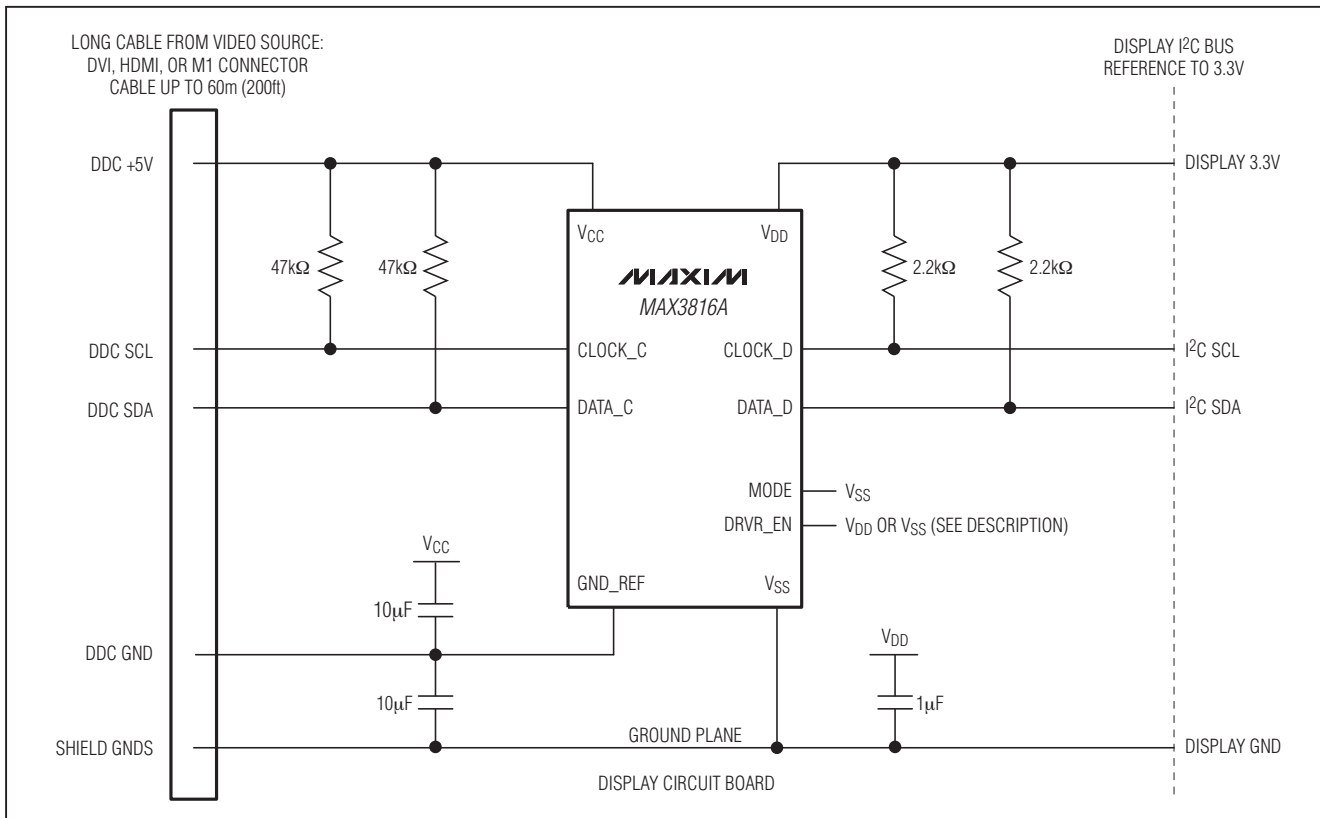 LONG CABLE FROM VIDEO SOURCE:
DVI, HDMI, OR M1 CONNECTOR
CABLE UP TO 60m (200ft)
DISPLAY I²C BUS
REFERENCE TO 3.3V
DDC +5V
DISPLAY 3.3V
VCC
VDD
47kΩ
47kΩ
2.2kΩ
2.2kΩ
MAXIM
MAX3816A
DDC SCL
CLOCK_C
CLOCK_D
I²C SCL
DDC SDA
DATA_C
DATA_D
I²C SDA
MODE
VSS
DRVR_EN
VDD OR VSS (SEE DESCRIPTION)
VCC
GND_REF
VSS
10µF
DDC GND
VDD
10µF
1µF
SHIELD GNDS
GROUND PLANE
DISPLAY GND
DISPLAY CIRCUIT BOARD